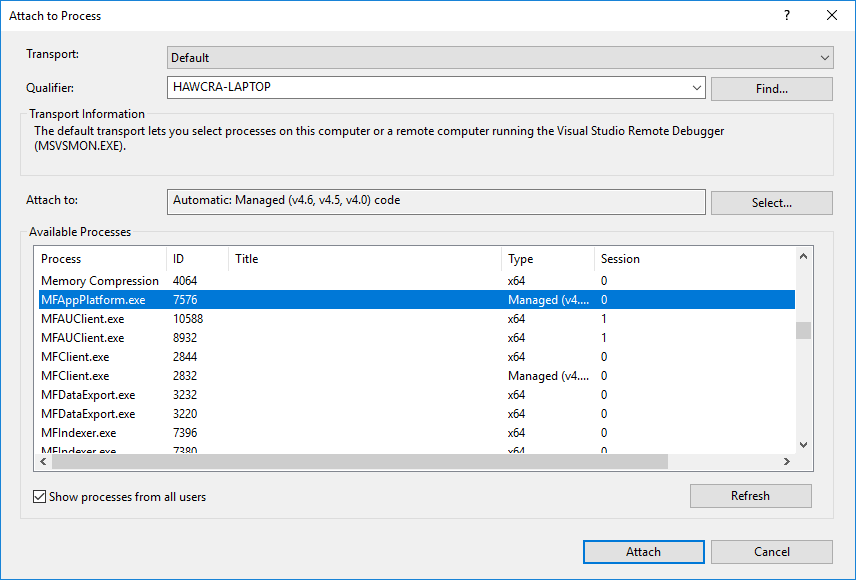 Attach to Process
Transport: Default
Qualifier: HAWCRA-LAPTOP Find...
Transport Information
The default transport lets you select processes on this computer or a remote computer running the Visual Studio Remote Debugger
(MSVSMON.EXE).
Attach to: Automatic: Managed (v4.6, v4.5, v4.0) code Select...
Available Processes
Process ID Title Type Session
Memory Compression 4064 x64 0
MFAppPlatform.exe 7576 Managed (v4.... 0
MFAUClient.exe 10588 x64 1
MFAUClient.exe 8932 x64 1
MFClient.exe 2844 x64 0
MFClient.exe 2832 Managed (v4.... 0
MFDataExport.exe 3232 x64 0
MFDataExport.exe 3220 x64 0
MFIndexer.exe 7396 x64 0
MFIndexer.exe 7380 x64 0
Show processes from all users Refresh
Attach Cancel